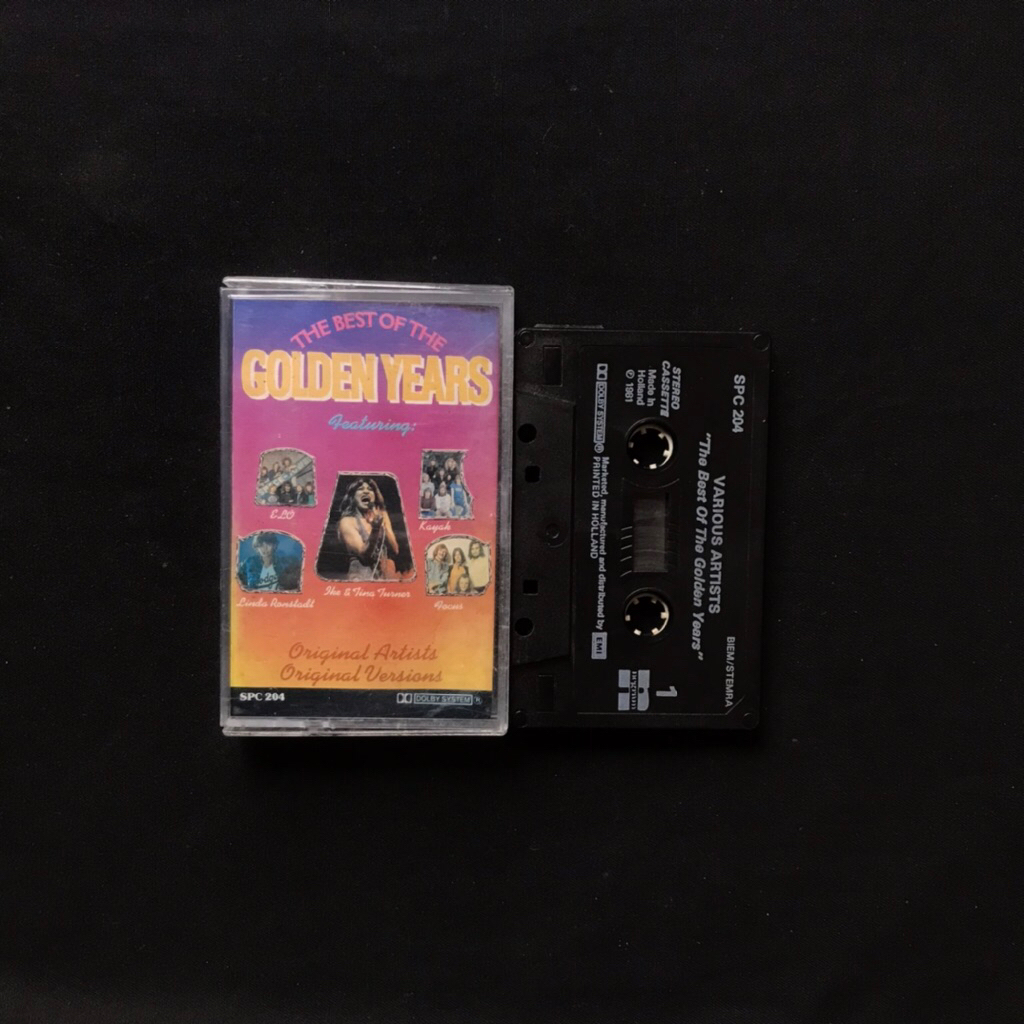 THE BEST OF THE
GOLDEN YEARS
Featuring:
ELO
Kayak
Linda Ronstadt
Ike & Tina Turner
Focus
Original Artists
Original Versions
SPC 204
DOLBY SYSTEM
SPC 204
BIEM/STEMRA
VARIOUS ARTISTS
"The Best Of The Golden Years"
STEREO
CASSETTE
Made in
Holland
℗ 1981
1
DOLBY SYSTEM ® Marketed, manufactured and distributed by EMI
PRINTED IN HOLLAND